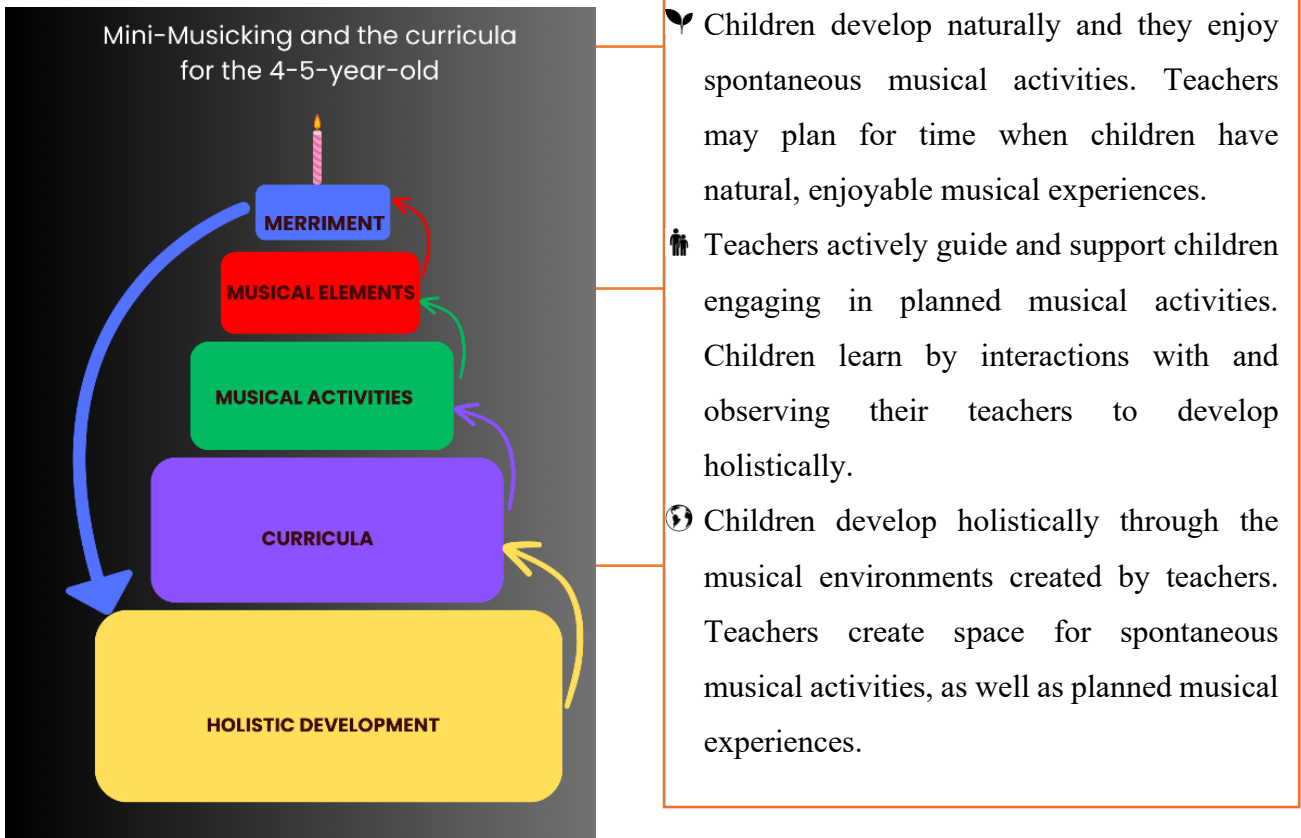 Mini-Musicking and the curricula
for the 4-5-year-old
MERRIMENT
MUSICAL ELEMENTS
MUSICAL ACTIVITIES
CURRICULA
HOLISTIC DEVELOPMENT
Children develop naturally and they enjoy
spontaneous musical activities. Teachers
may plan for time when children have
natural, enjoyable musical experiences.
Teachers actively guide and support children
engaging in planned musical activities.
Children learn by interactions with and
observing their teachers to develop
holistically.
Children develop holistically through the
musical environments created by teachers.
Teachers create space for spontaneous
musical activities, as well as planned musical
experiences.